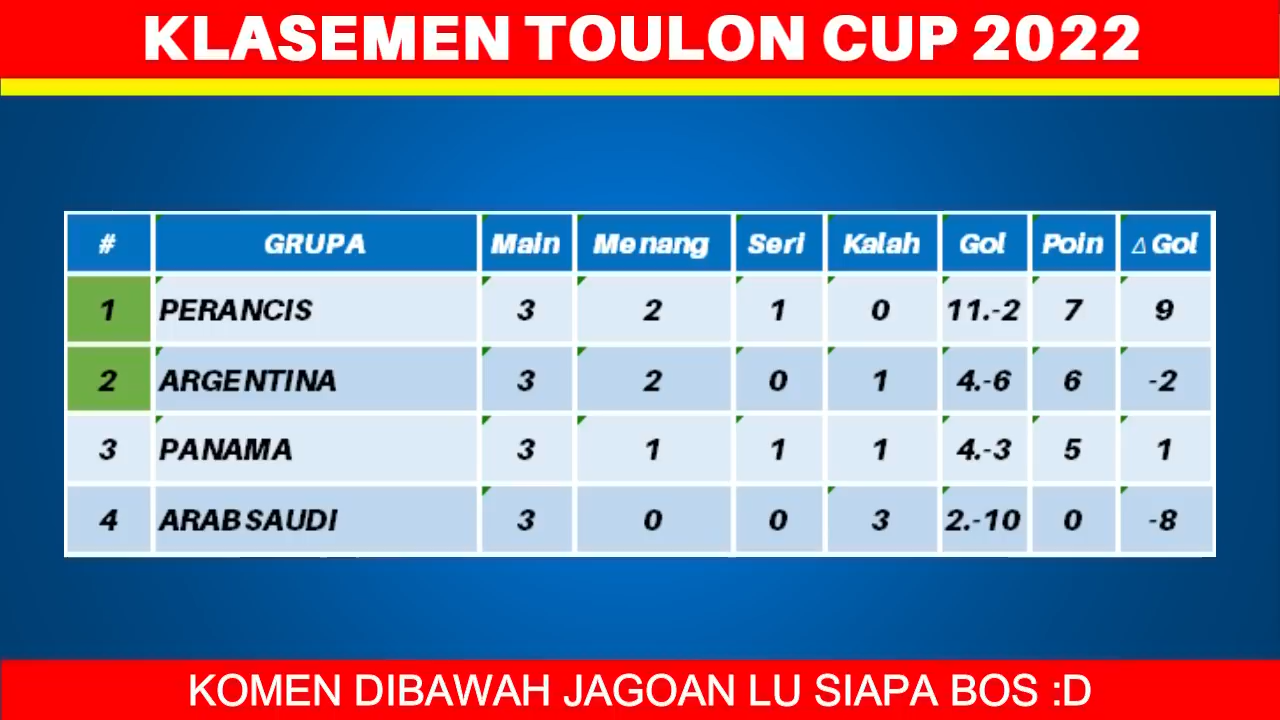 KLASEMEN TOULON CUP 2022
# GRUPA Main Menang Seri Kalah Gol Poin △ Gol
1 PERANCIS 3 2 1 0 11.-2 7 9
2 ARGENTINA 3 2 0 1 4.-6 6 -2
3 PANAMA 3 1 1 1 4.-3 5 1
4 ARAB SAUDI 3 0 0 3 2.-10 0 -8
KOMEN DIBAWAH JAGOAN LU SIAPA BOS :D